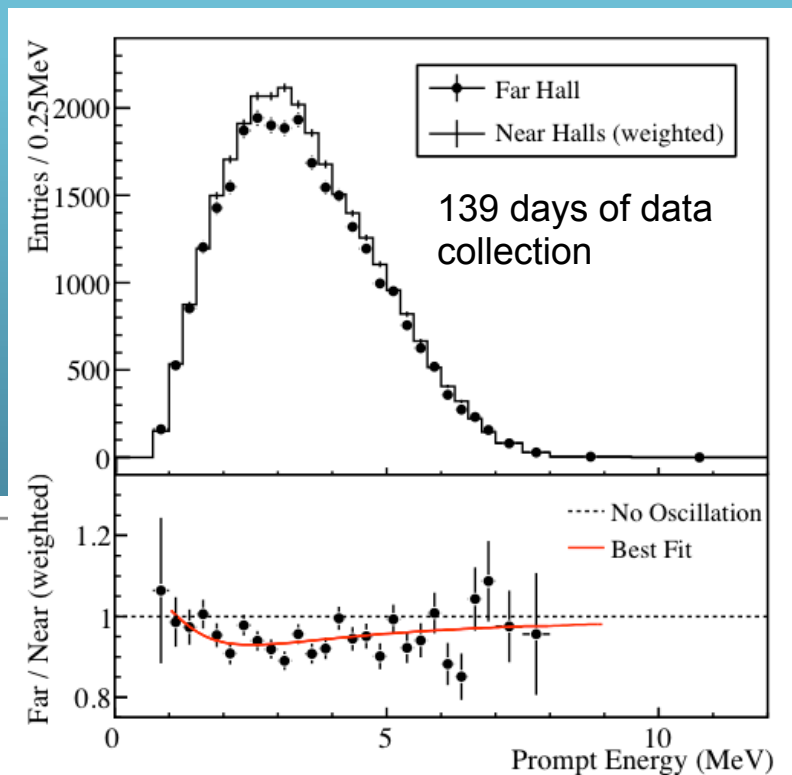 Entries / 0.25MeV
2000
1500
1000
500
0
Far Hall
Near Halls (weighted)
139 days of data
collection
Far / Near (weighted)
1.2
1
0.8
No Oscillation
Best Fit
0
5
10
Prompt Energy (MeV)